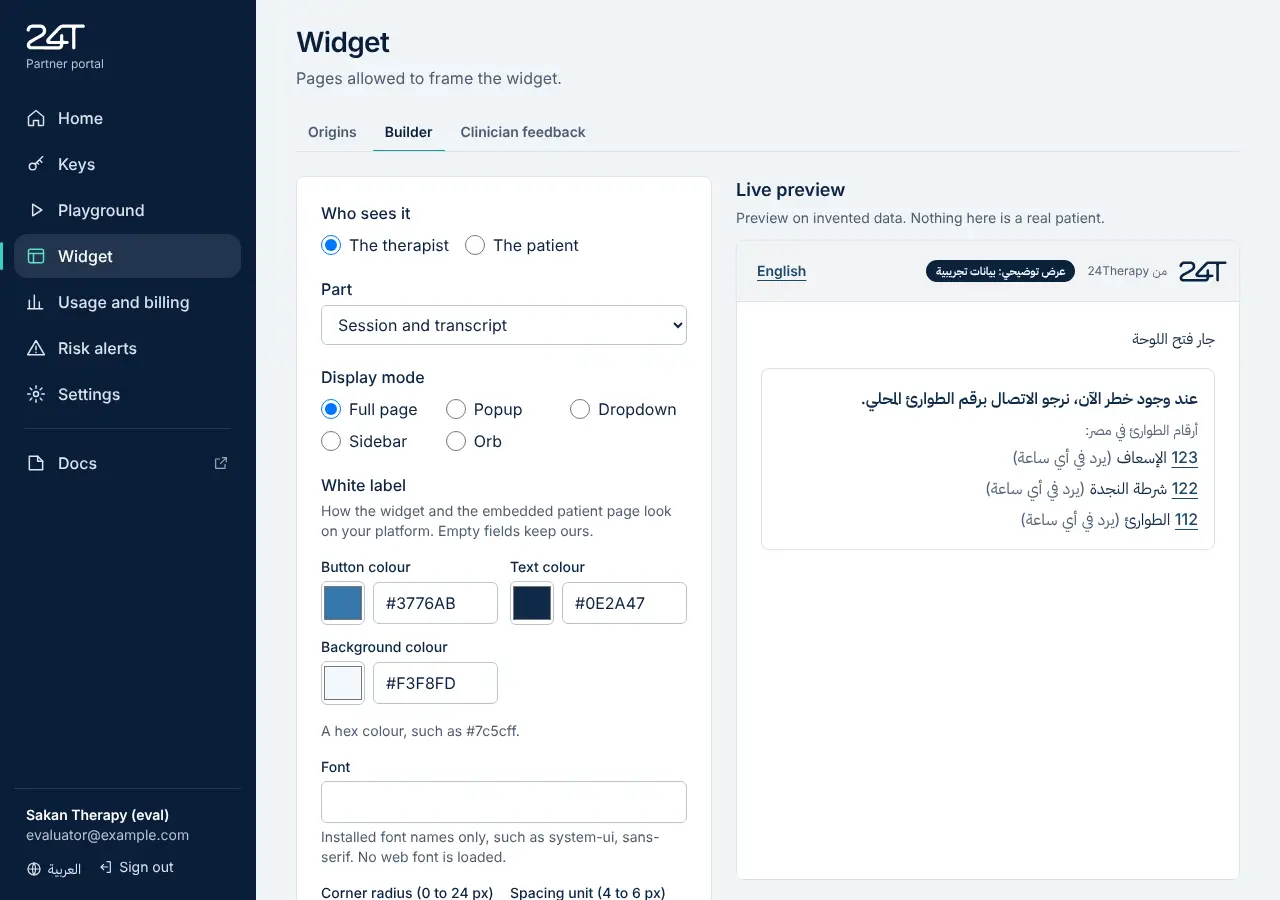 24T
Partner portal
Home
Keys
Playground
Widget
Usage and billing
Risk alerts
Settings
Docs
Sakan Therapy (eval)
evaluator@example.com
العربية
Sign out
Widget
Pages allowed to frame the widget.
Origins
Builder
Clinician feedback
Who sees it
The therapist
The patient
Part
Session and transcript
Display mode
Full page
Popup
Dropdown
Sidebar
Orb
White label
How the widget and the embedded patient page look
on your platform. Empty fields keep ours.
Button colour
Text colour
#3776AB
#0E2A47
Background colour
#F3F8FD
A hex colour, such as #7c5cff.
Font
Installed font names only, such as system-ui, sans-
serif. No web font is loaded.
Corner radius (0 to 24 px)
Spacing unit (4 to 6 px)
Live preview
Preview on invented data. Nothing here is a real patient.
24T
من 24Therapy
عرض توضيحي: بيانات تجريبية
English
جار فتح اللوحة
عند وجود خطر الآن، نرجو الاتصال برقم الطوارئ المحلي.
أرقام الطوارئ في مصر:
123 الإسعاف (يرد في أي ساعة)
122 شرطة النجدة (يرد في أي ساعة)
112 الطوارئ (يرد في أي ساعة)